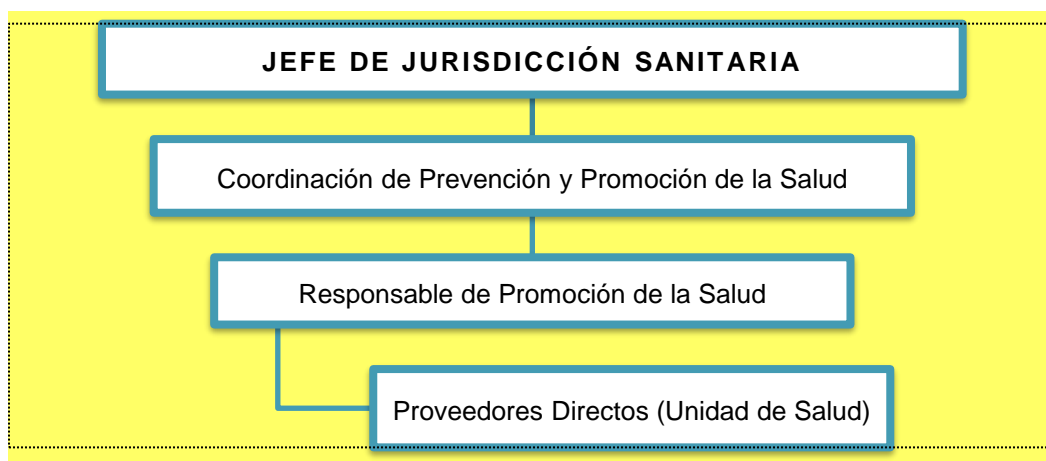 JEFE DE JURISDICCIÓN SANITARIA
Coordinación de Prevención y Promoción de la Salud
Responsable de Promoción de la Salud
Proveedores Directos (Unidad de Salud)